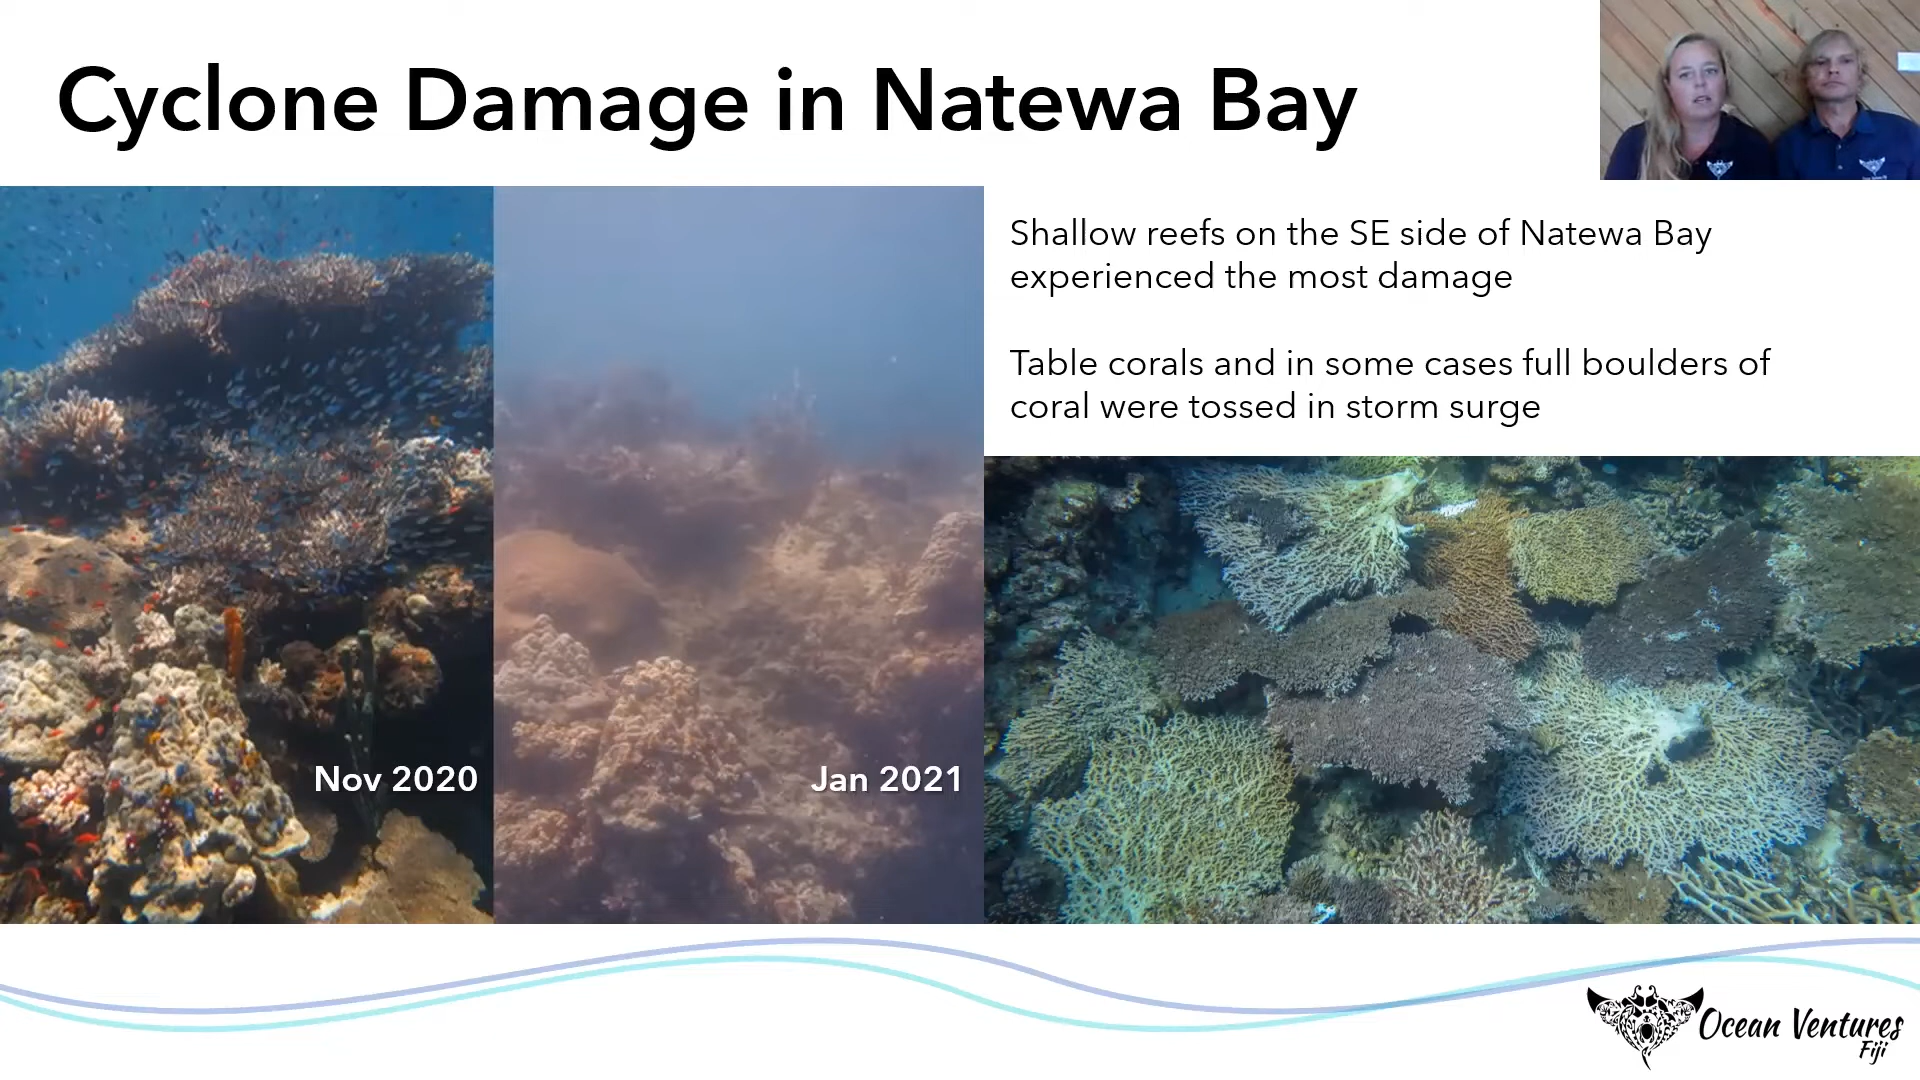 Cyclone Damage in Natewa Bay
Shallow reefs on the SE side of Natewa Bay
experienced the most damage
Table corals and in some cases full boulders of
coral were tossed in storm surge
Nov 2020
Jan 2021
Ocean Ventures
Fiji